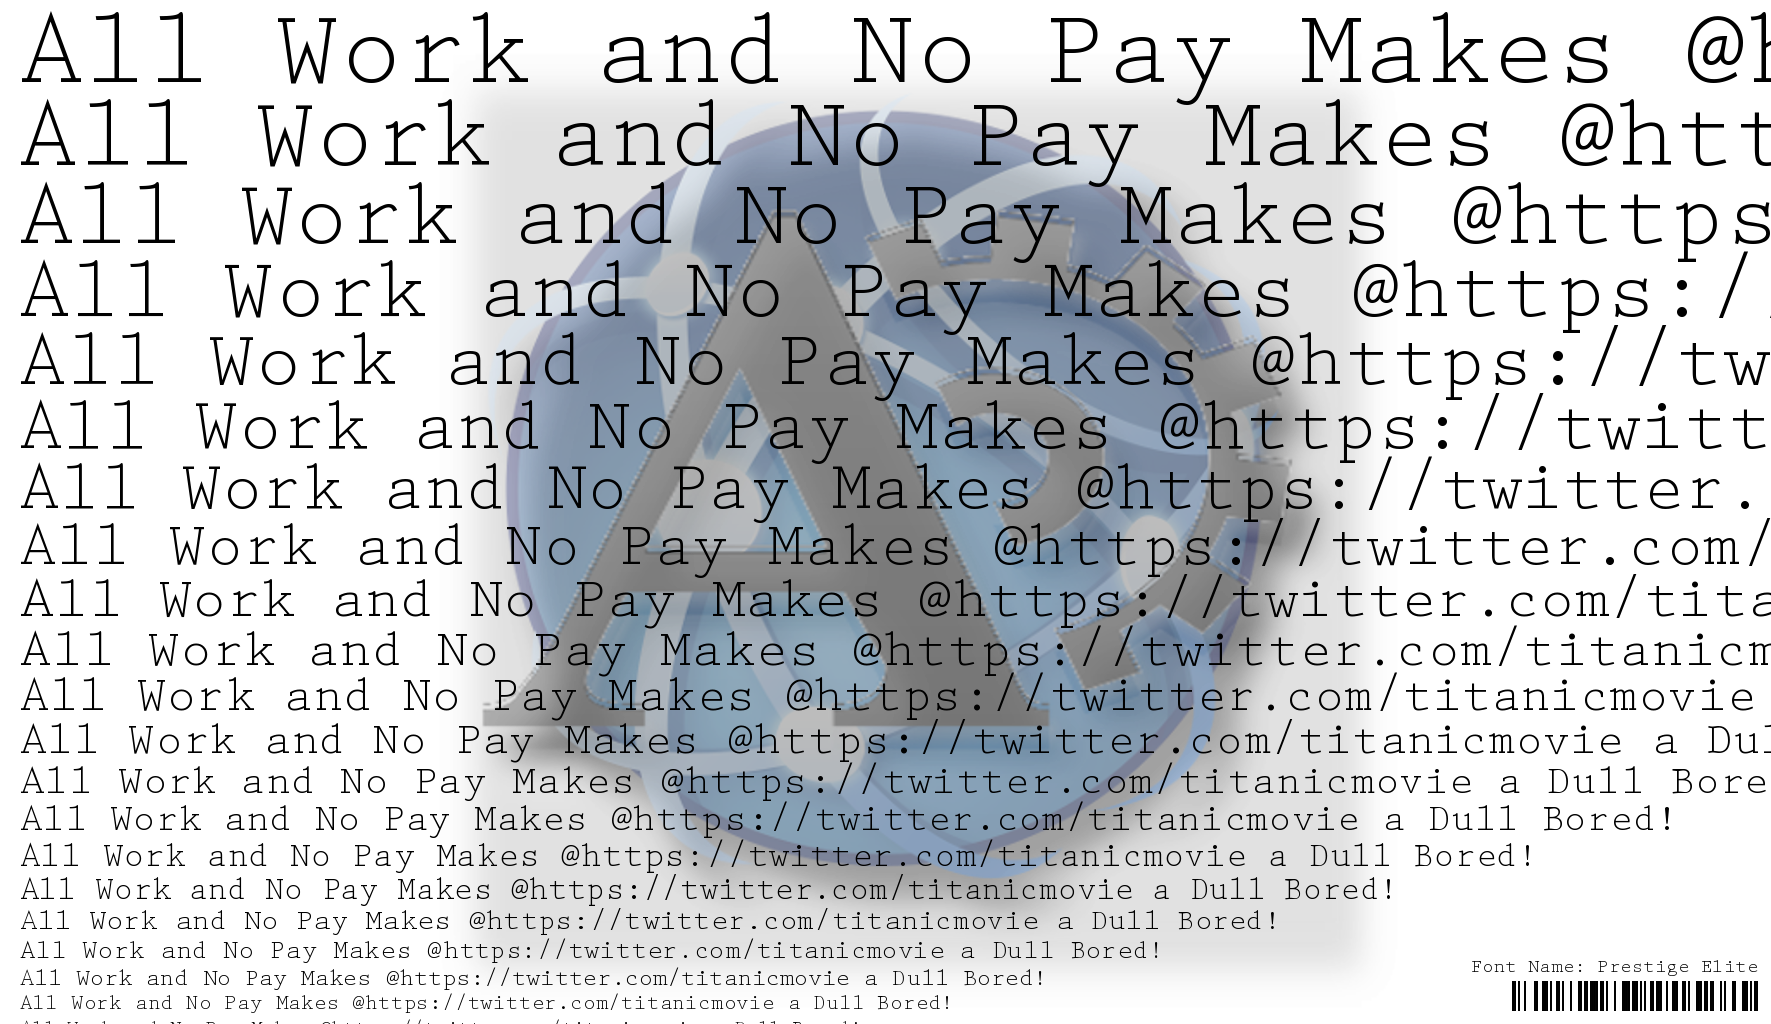 All Work and No Pay Makes @h
All Work and No Pay Makes @htt
All Work and No Pay Makes @https
All Work and No Pay Makes @https:/
All Work and No Pay Makes @https://tw
All Work and No Pay Makes @https://twitt
All Work and No Pay Makes @https://twitter.
All Work and No Pay Makes @https://twitter.com/
All Work and No Pay Makes @https://twitter.com/tita
All Work and No Pay Makes @https://twitter.com/titanicm
All Work and No Pay Makes @https://twitter.com/titanicmovie
All Work and No Pay Makes @https://twitter.com/titanicmovie a Dul
All Work and No Pay Makes @https://twitter.com/titanicmovie a Dull Bore
All Work and No Pay Makes @https://twitter.com/titanicmovie a Dull Bored!
All Work and No Pay Makes @https://twitter.com/titanicmovie a Dull Bored!
All Work and No Pay Makes @https://twitter.com/titanicmovie a Dull Bored!
All Work and No Pay Makes @https://twitter.com/titanicmovie a Dull Bored!
All Work and No Pay Makes @https://twitter.com/titanicmovie a Dull Bored!
Font Name: Prestige Elite
All Work and No Pay Makes @https://twitter.com/titanicmovie a Dull Bored!
All Work and No Pay Makes @https://twitter.com/titanicmovie a Dull Bored!